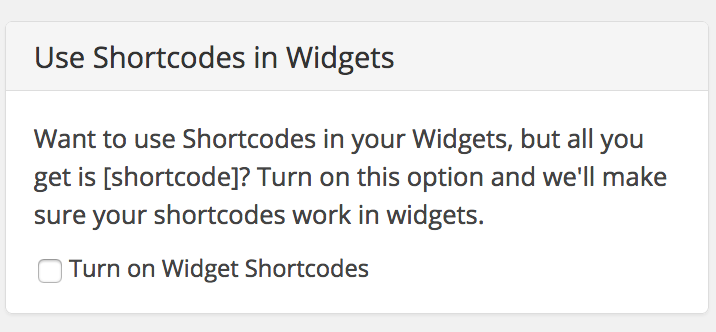 Use Shortcodes in Widgets
Want to use Shortcodes in your Widgets, but all you
get is [shortcode]? Turn on this option and we'll make
sure your shortcodes work in widgets.
Turn on Widget Shortcodes